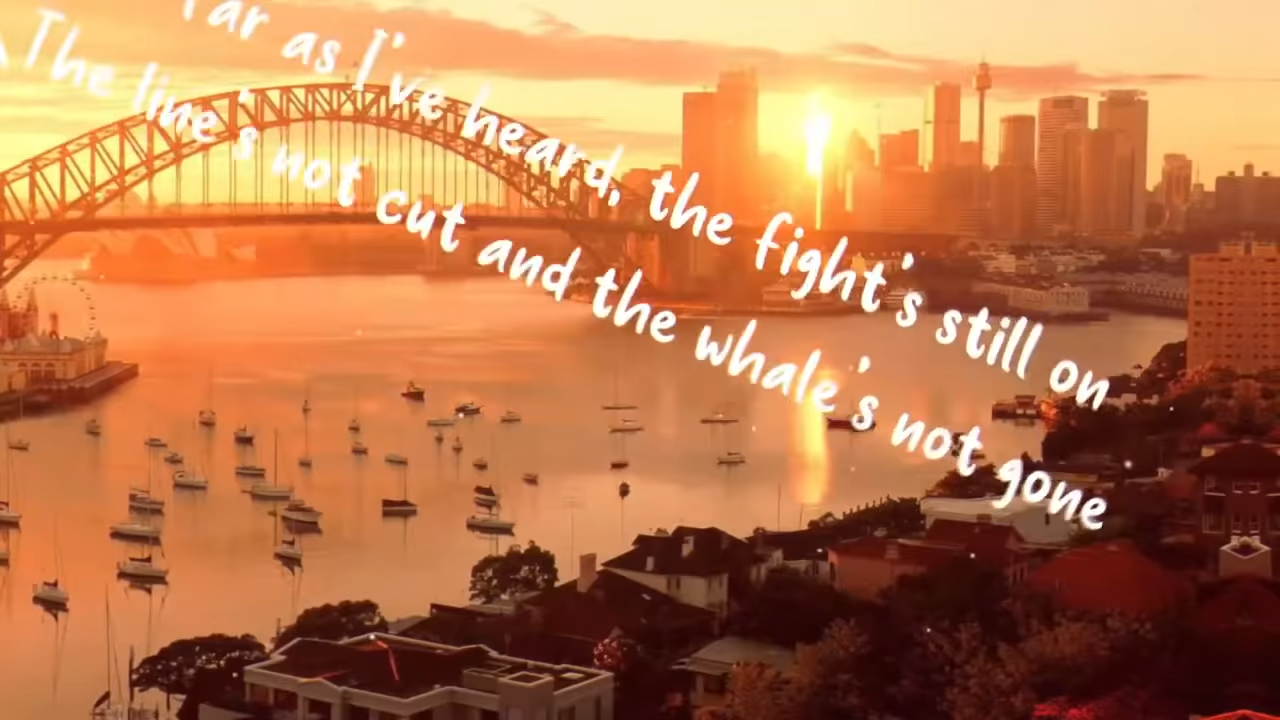 Far as I've heard, the fight's still on
The line's not cut and the whale's not gone